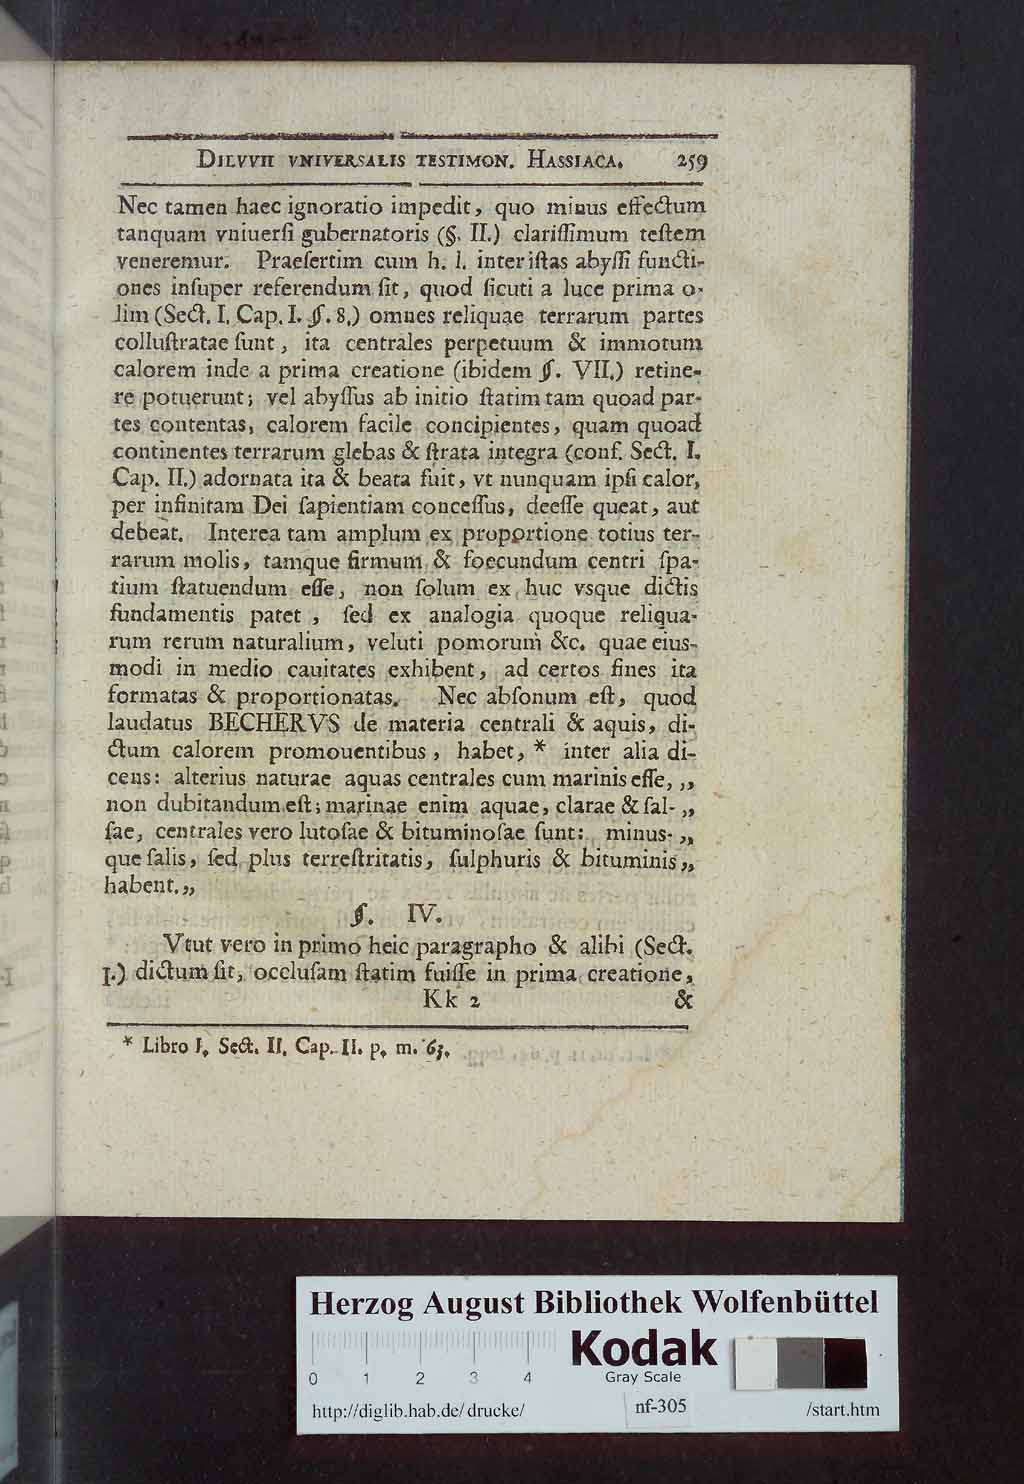 DILVVII VNIVERSALIS TESTIMON. HASSIACA. 259
Nec tamen haec ignoratio impedit, quo minus effectum
tanquam vniuerſi gubernatoris (§. II.) clariſſimum teſtem
veneremur. Praeſertim cum h. l. inter iſtas abyſſi functi-
ones inſuper referendum ſit, quod ſicuti a luce prima o-
lim (Sect. I. Cap. I. §. 8.) omnes reliquae terrarum partes
colluſtratae ſunt, ita centrales perpetuum & immotum
calorem inde a prima creatione (ibidem §. VII.) retine-
re potuerunt; vel abyſſus ab initio ſtatim tam quoad par-
tes contentas, calorem facile concipientes, quam quoad
continentes terrarum glebas & ſtrata integra (conf. Sect. I.
Cap. II.) adornata ita & beata fuit, vt nunquam ipſi calor,
per infinitam Dei ſapientiam conceſſus, deeſſe queat, aut
debeat. Interea tam amplum ex proportione totius ter-
rarum molis, tamque firmum & foecundum centri ſpa-
tium ſtatuendum eſſe, non ſolum ex huc vsque dictis
fundamentis patet , ſed ex analogia quoque reliqua-
rum rerum naturalium, veluti pomorum &c. quae eius-
modi in medio cauitates exhibent, ad certos fines ita
formatas & proportionatas. Nec abſonum eſt, quod
laudatus BECHERVS de materia centrali & aquis, di-
ctum calorem promouentibus, habet, * inter alia di-
cens: alterius naturae aquas centrales cum marinis eſſe, „
non dubitandum eſt; marinae enim aquae, clarae & ſal- „
ſae, centrales vero lutoſae & bituminoſae ſunt: minus- „
que ſalis, ſed plus terreſtritatis, ſulphuris & bituminis „
habent. „
§. IV.
Vtut vero in primo heic paragrapho & alibi (Sect.
I.) dictum ſit, occluſam ſtatim fuiſſe in prima creatione,
Kk 2 &
* Libro I. Sect. II. Cap. II. p. m. 63.
Herzog August Bibliothek Wolfenbüttel
Kodak
0 1 2 3 4 Gray Scale
http://diglib.hab.de/drucke/ nf-305 /start.htm